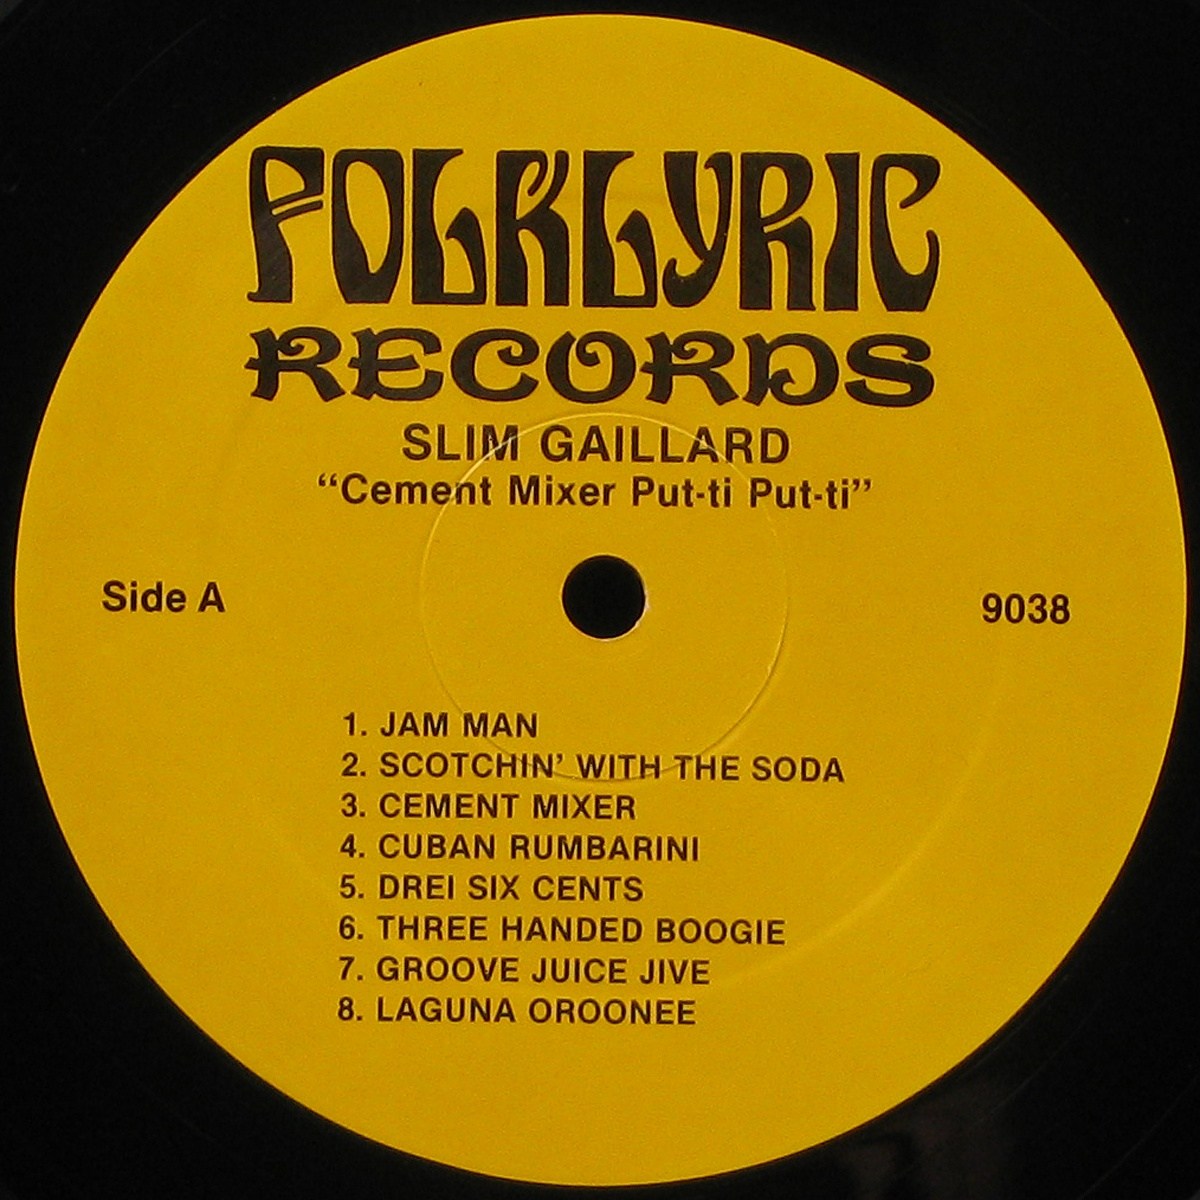 FOLKLYRIC
RECORDS
SLIM GAILLARD
“Cement Mixer Put-ti Put-ti”
Side A
9038
1. JAM MAN
2. SCOTCHIN’ WITH THE SODA
3. CEMENT MIXER
4. CUBAN RUMBARINI
5. DREI SIX CENTS
6. THREE HANDED BOOGIE
7. GROOVE JUICE JIVE
8. LAGUNA OROONEE